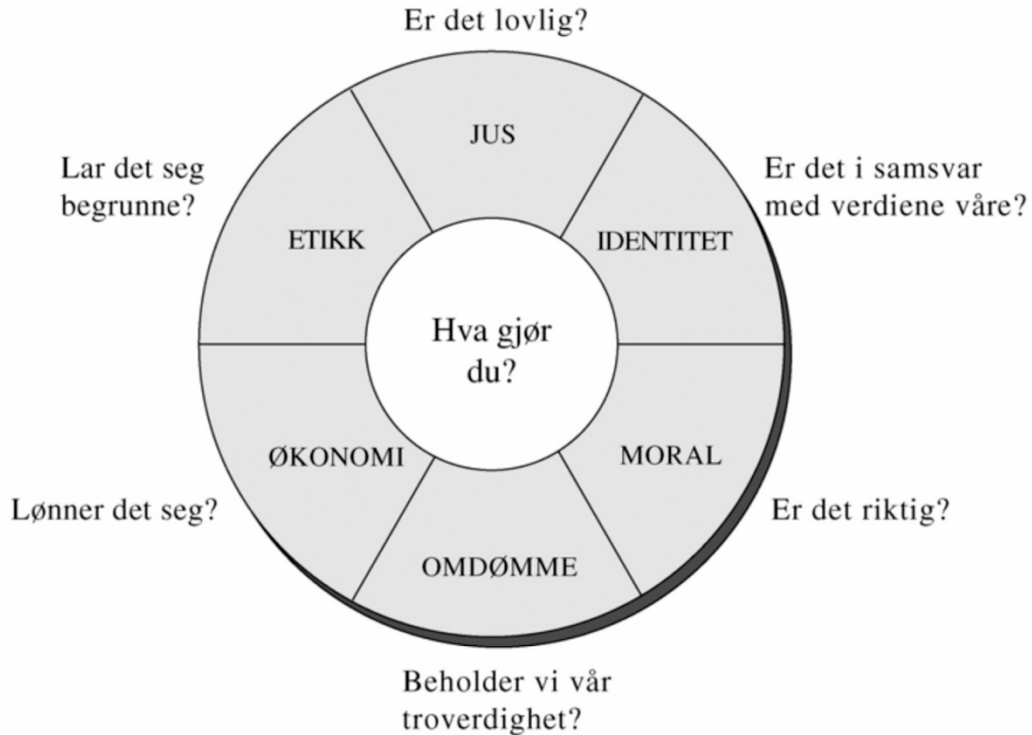 Er det lovlig?
JUS
Lar det seg
begrunne?
Er det i samsvar
med verdiene våre?
ETIKK
IDENTITET
Hva gjør
du?
ØKONOMI
MORAL
Lønner det seg?
Er det riktig?
OMDØMME
Beholder vi vår
troverdighet?